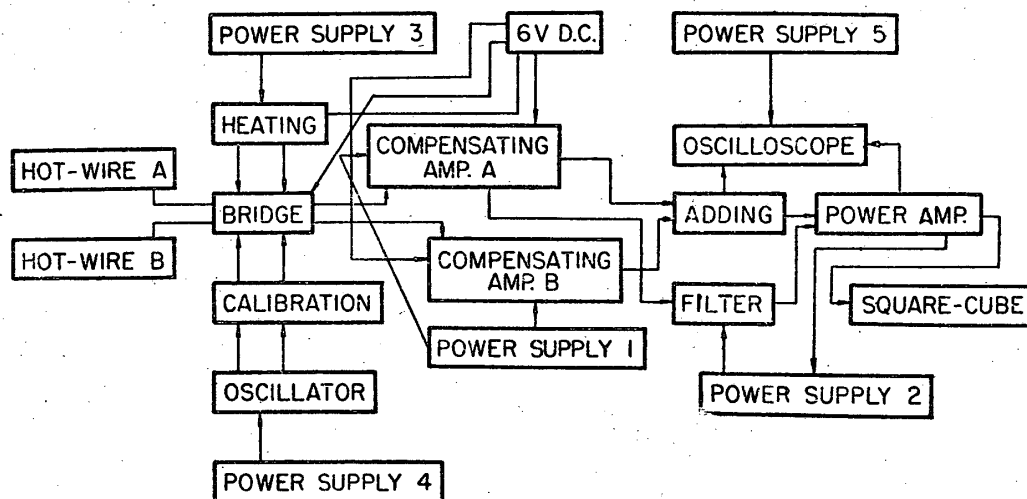 POWER SUPPLY 3
6V D.C.
POWER SUPPLY 5
HEATING
COMPENSATING
AMP. A
OSCILLOSCOPE
HOT-WIRE A
BRIDGE
ADDING
POWER AMP.
HOT-WIRE B
COMPENSATING
AMP. B
CALIBRATION
FILTER
SQUARE-CUBE
POWER SUPPLY 1
OSCILLATOR
POWER SUPPLY 2
POWER SUPPLY 4